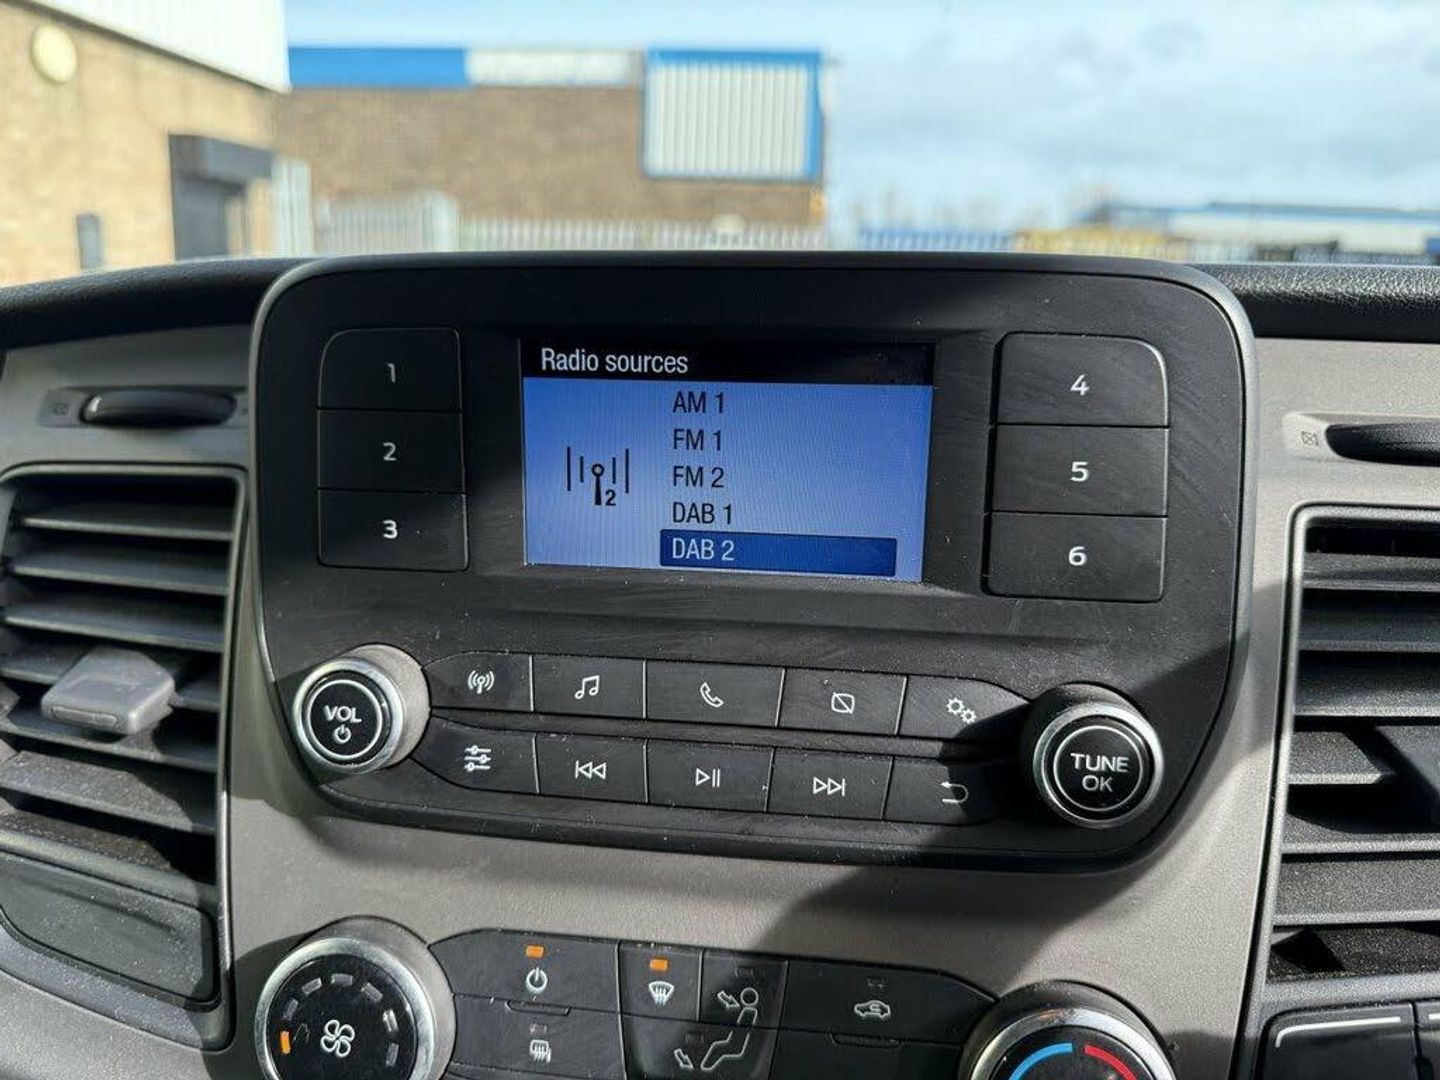 Radio sources
AM 1
FM 1
FM 2
DAB 1
DAB 2
2
1
2
3
4
5
6
VOL
TUNE
OK